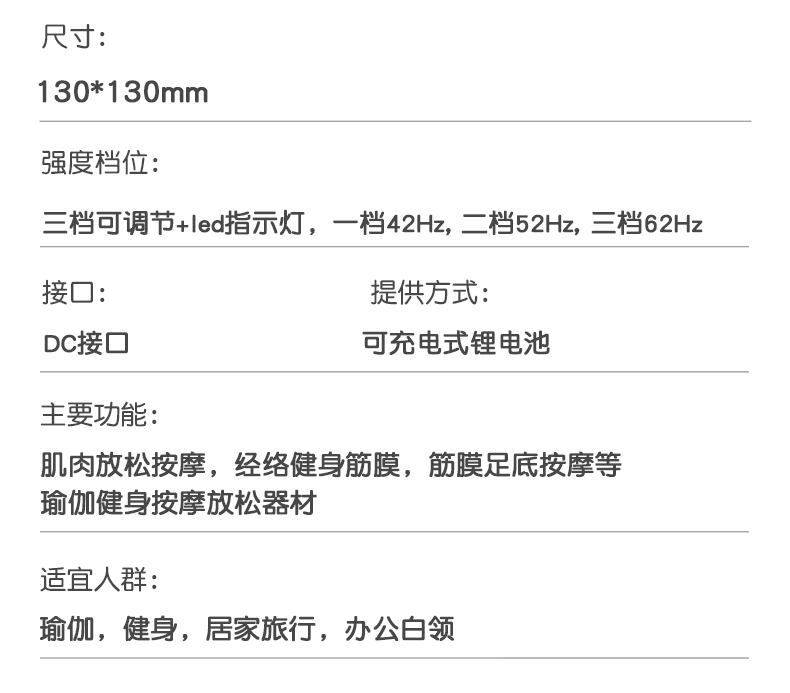 尺寸：
130*130mm
强度档位：
三档可调节+led指示灯，一档42Hz, 二档52Hz, 三档62Hz
接口： 提供方式：
DC接口 可充电式锂电池
主要功能：
肌肉放松按摩，经络健身筋膜，筋膜足底按摩等
瑜伽健身按摩放松器材
适宜人群：
瑜伽，健身，居家旅行，办公白领